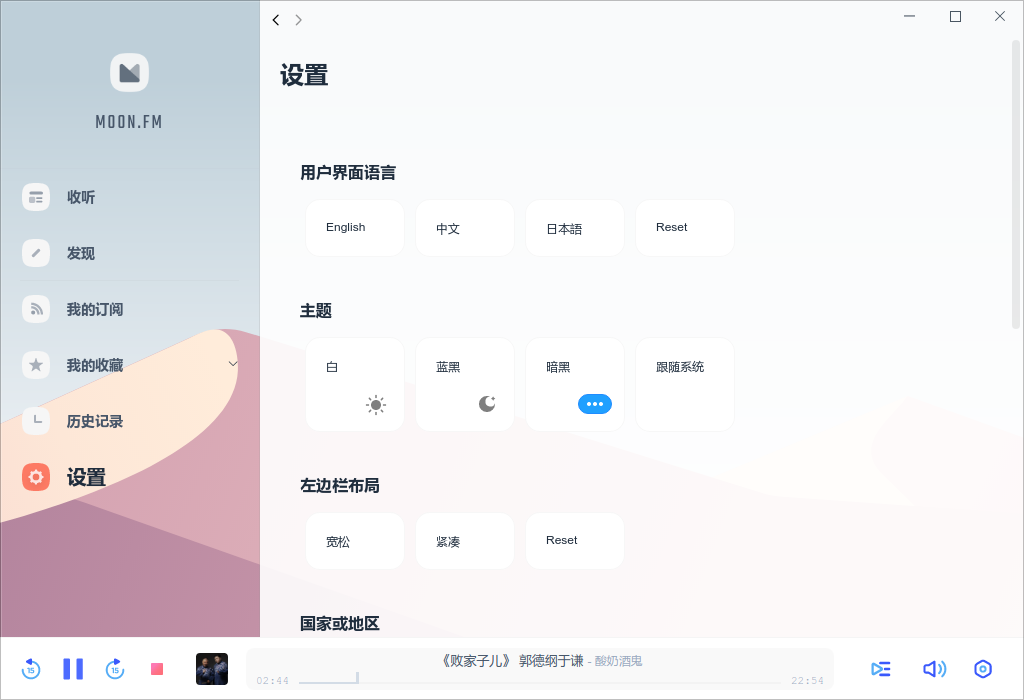 MOON.FM
收听
发现
我的订阅
我的收藏
历史记录
设置
设置
用户界面语言
English
中文
日本語
Reset
主题
白
蓝黑
暗黑
跟随系统
左边栏布局
宽松
紧凑
Reset
国家或地区
15
15
《败家子儿》 郭德纲于谦 - 酸奶酒鬼
02:44
22:54